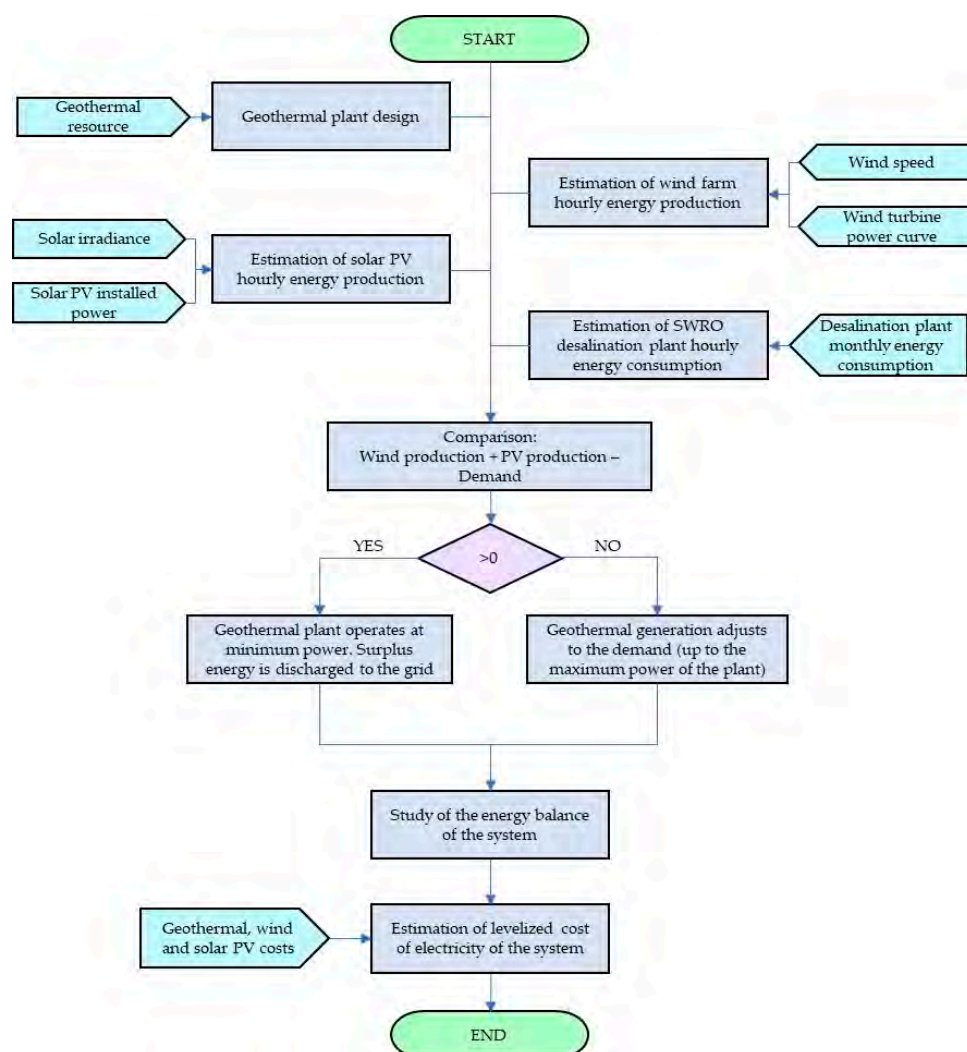 START
Geothermal
resource
Geothermal plant design
Estimation of wind farm
hourly energy production
Wind speed
Wind turbine
power curve
Solar irradiance
Solar PV installed
power
Estimation of solar PV
hourly energy production
Estimation of SWRO
desalination plant hourly
energy consumption
Desalination plant
monthly energy
consumption
Comparison:
Wind production + PV production –
Demand
YES
>0
NO
Geothermal plant operates at
minimum power. Surplus
energy is discharged to the grid
Geothermal generation adjusts
to the demand (up to the
maximum power of the plant)
Study of the energy balance
of the system
Geothermal, wind
and solar PV costs
Estimation of levelized cost
of electricity of the system
END